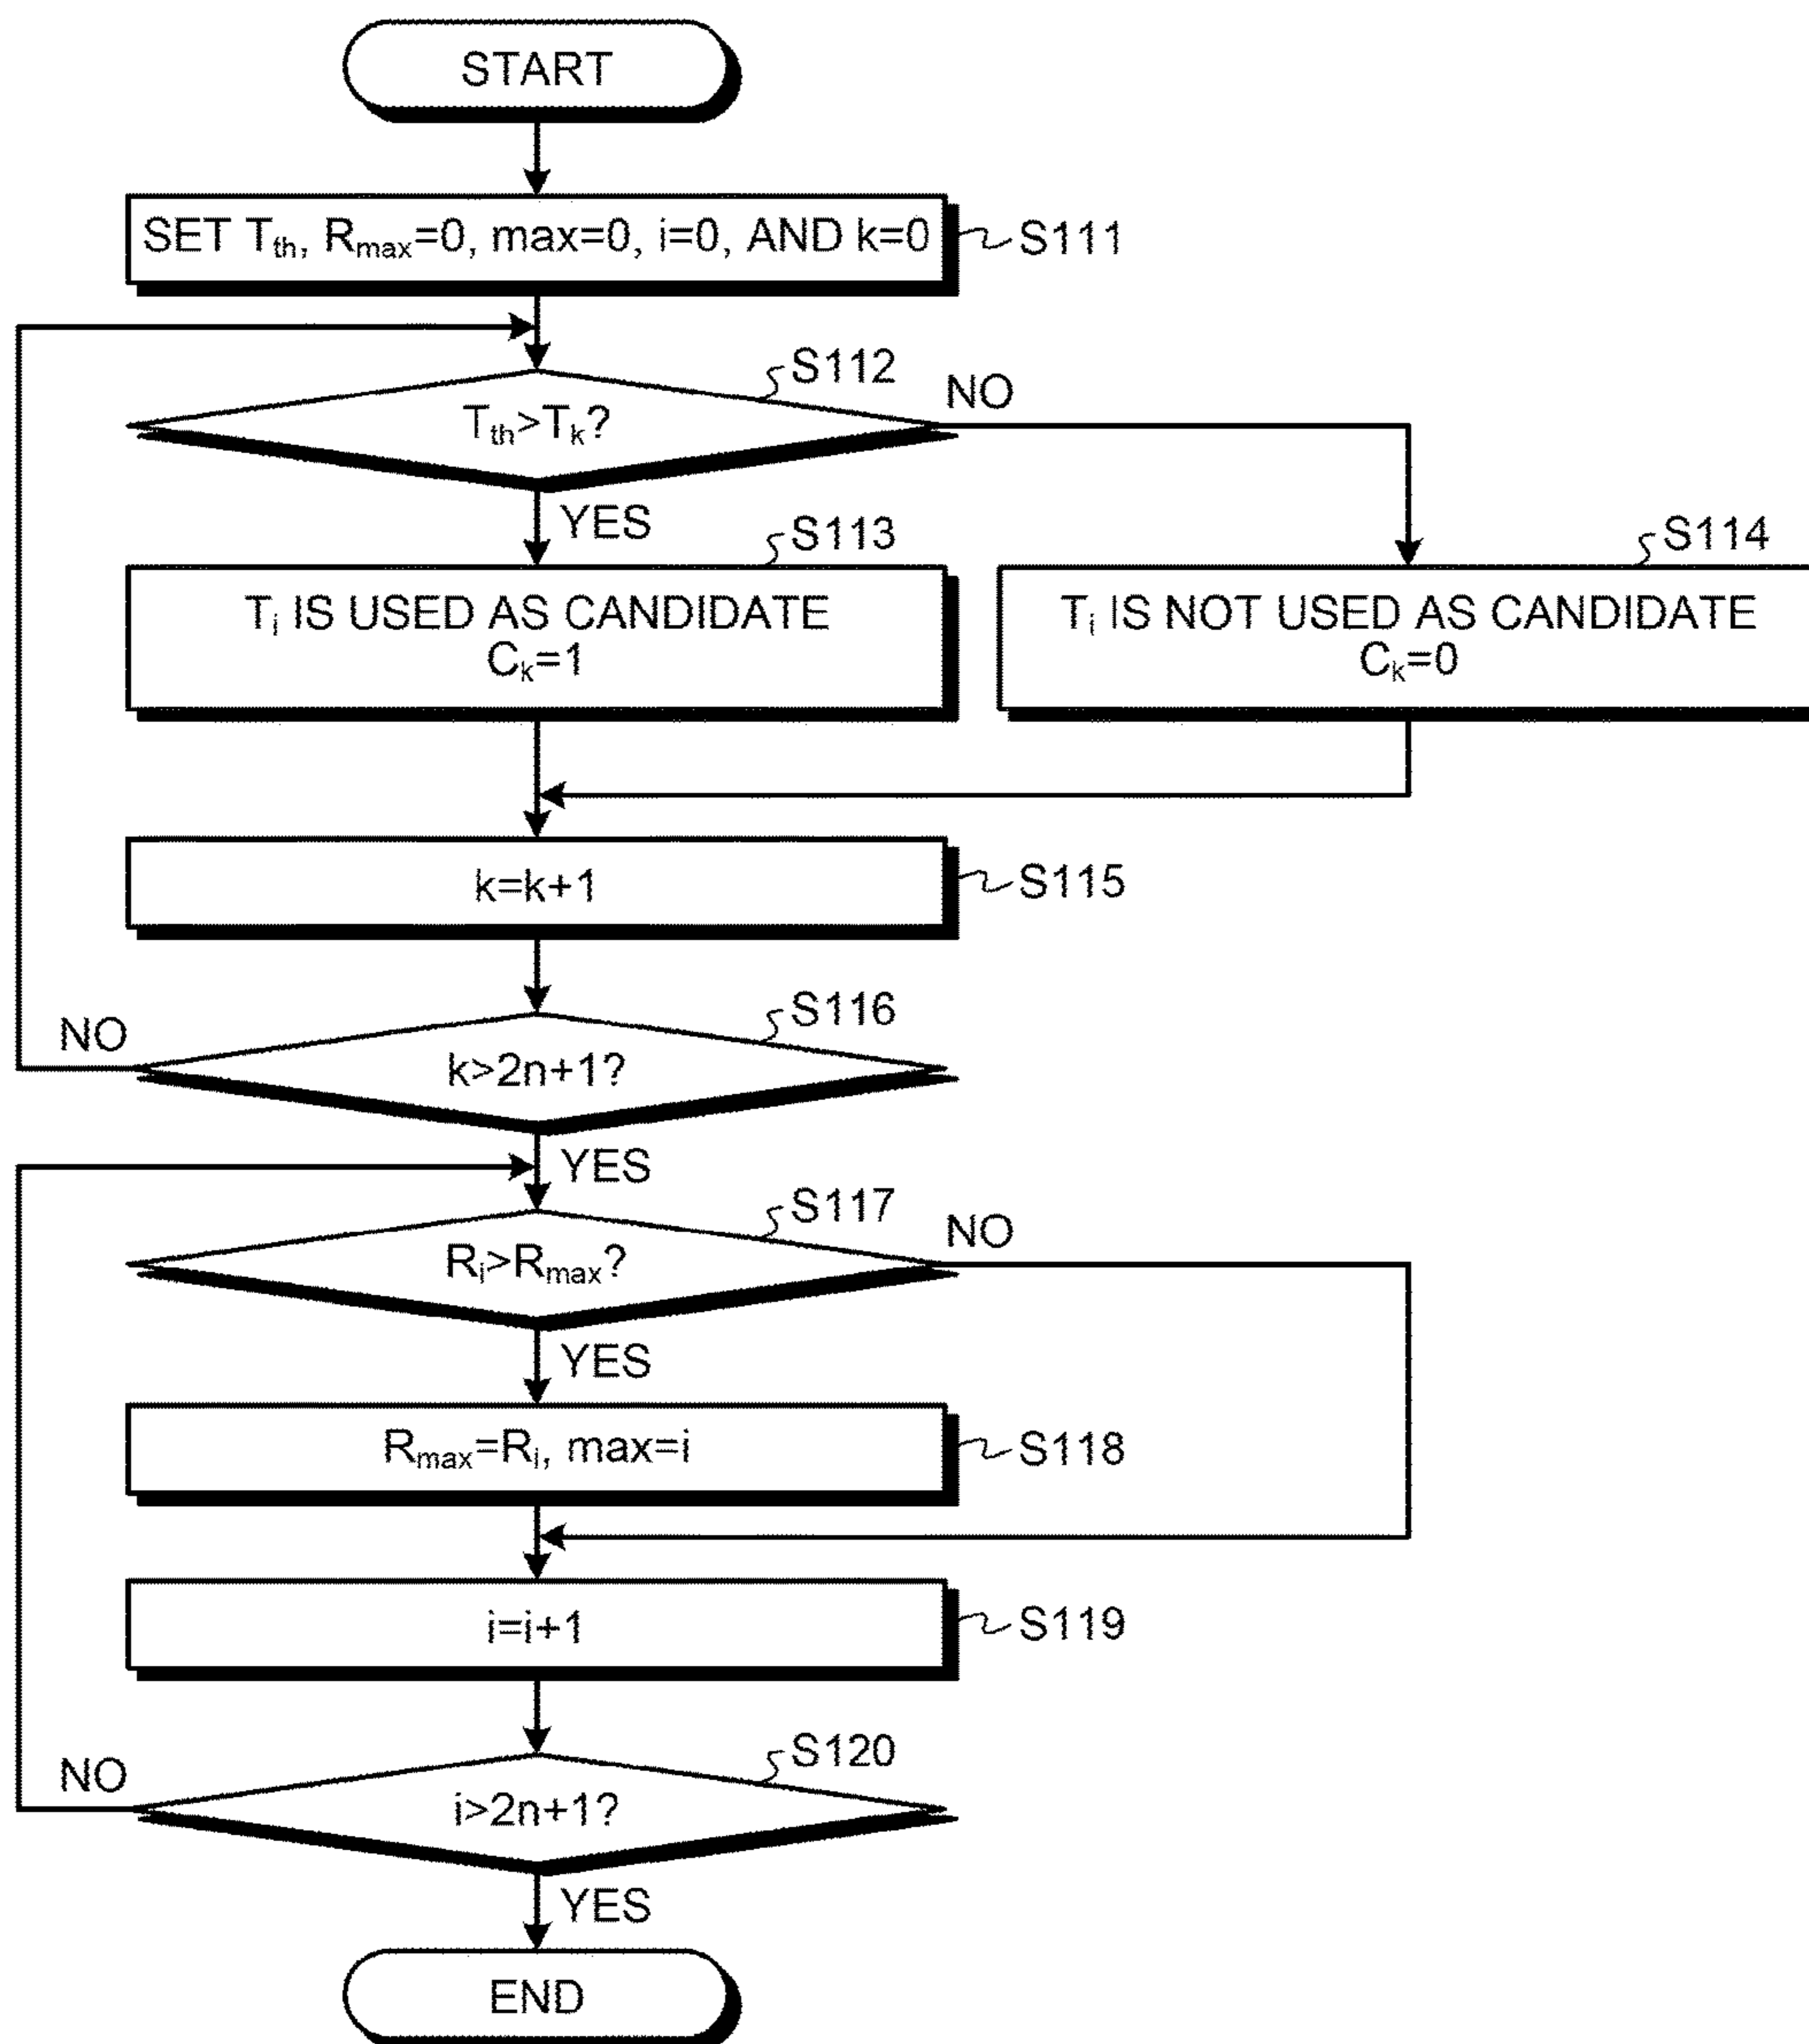 START
SET Tth, Rmax=0, max=0, i=0, AND k=0
S111
S112
Tth>Tk?
NO
YES
S113
Ti IS USED AS CANDIDATE
Ck=1
S114
Ti IS NOT USED AS CANDIDATE
Ck=0
k=k+1
S115
S116
NO
k>2n+1?
YES
S117
Ri>Rmax?
NO
YES
Rmax=Ri, max=i
S118
i=i+1
S119
S120
NO
i>2n+1?
YES
END